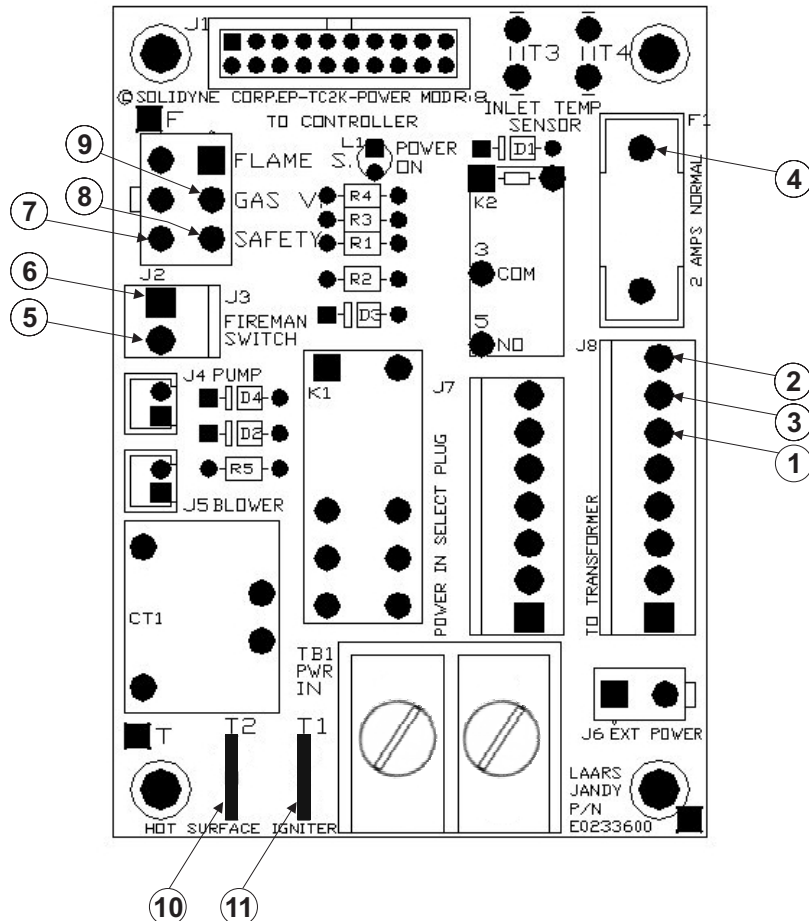 J1
T3 T4
© SOLIDYNE CORP. EP-TC2K-POWER MOD R:8
INLET TEMP
SENSOR
F
TO CONTROLLER
L1
POWER
ON
D1
F1
FLAME S.
GAS V.
SAFETY
R4
R3
R1
R2
D3
K2
3
COM
5
NO
2 AMPS NORMAL
9
8
7
6
5
4
J2
J3
FIREMAN
SWITCH
J4 PUMP
D4
D2
R5
J5 BLOWER
K1
J7
POWER IN SELECT PLUG
J8
TO TRANSFORMER
2
3
1
CT1
TB1
PWR
IN
J6 EXT POWER
T
T2 T1
HOT SURFACE IGNITER
LAARS
JANDY
P/N
E0233600
10
11